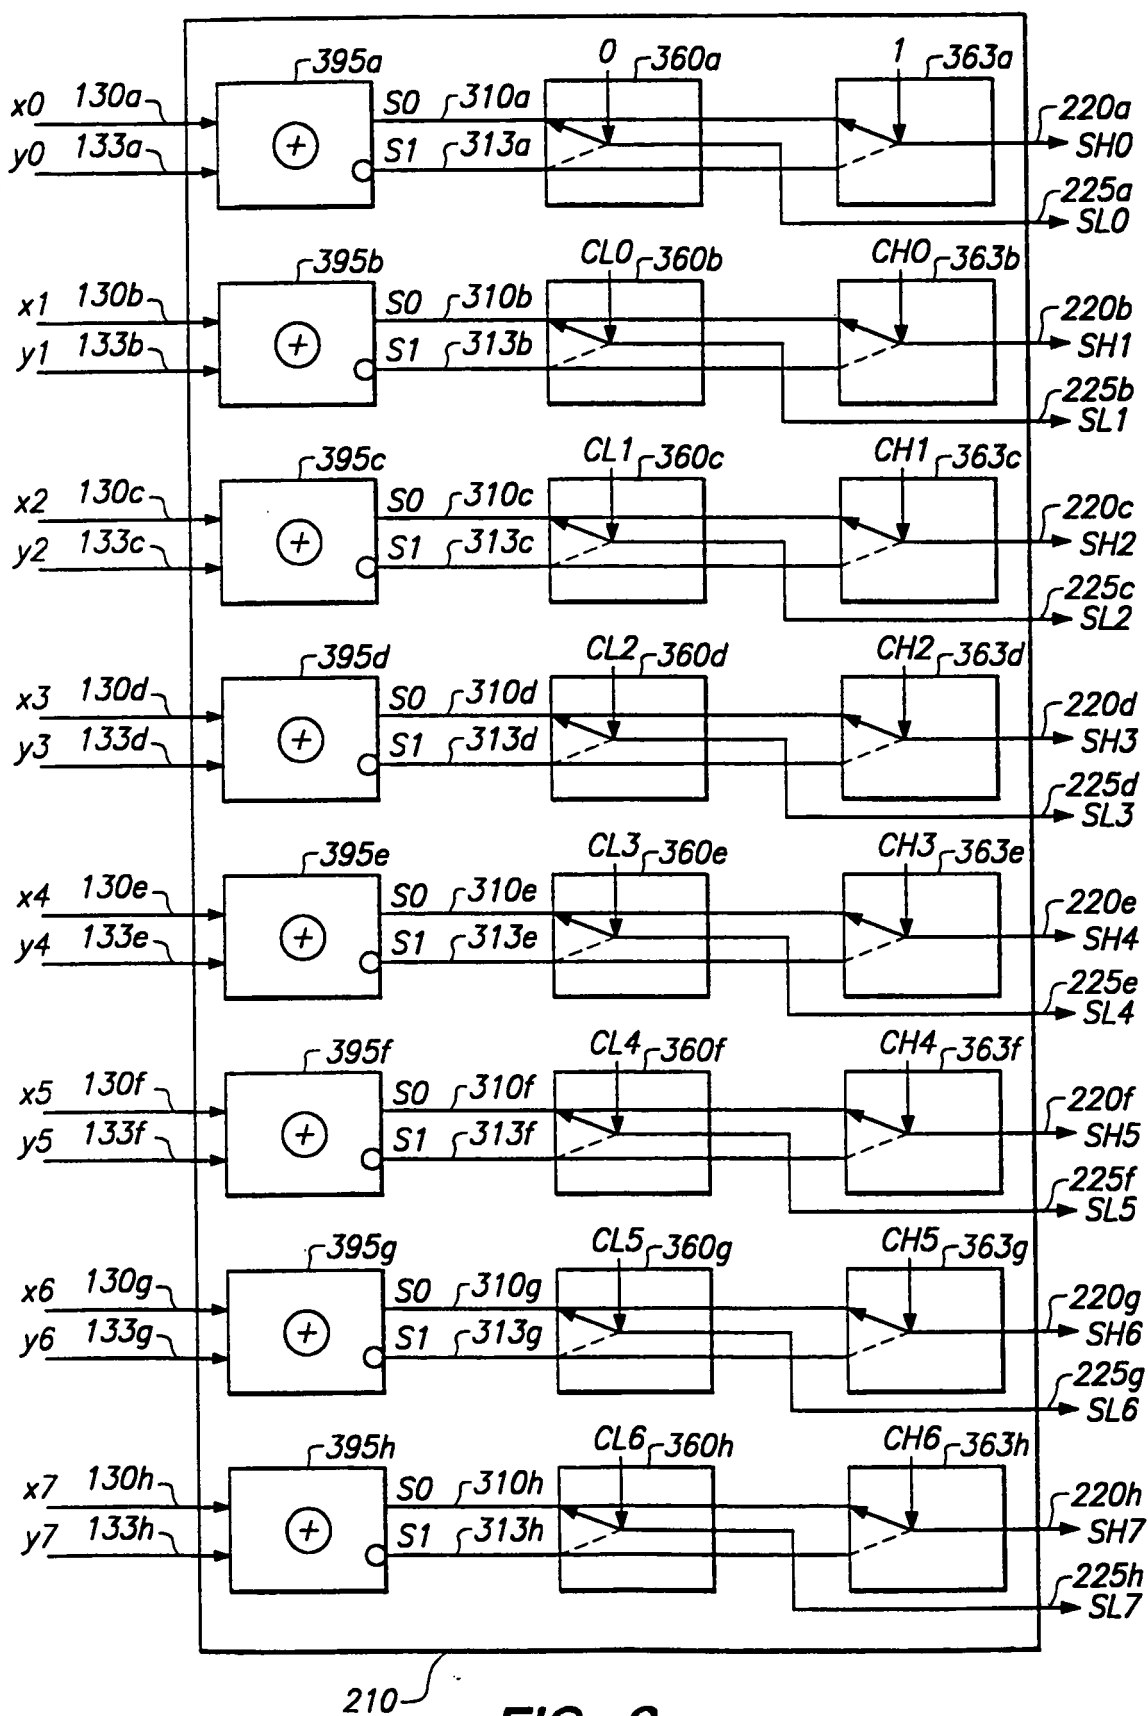 0 1
395a 360a 363a
x0 130a S0 310a 220a
SH0
y0 133a S1 313a 225a
SL0
CL0 CH0
395b 360b 363b
x1 130b S0 310b 220b
SH1
y1 133b S1 313b 225b
SL1
CL1 CH1
395c 360c 363c
x2 130c S0 310c 220c
SH2
y2 133c S1 313c 225c
SL2
CL2 CH2
395d 360d 363d
x3 130d S0 310d 220d
SH3
y3 133d S1 313d 225d
SL3
CL3 CH3
395e 360e 363e
x4 130e S0 310e 220e
SH4
y4 133e S1 313e 225e
SL4
CL4 CH4
395f 360f 363f
x5 130f S0 310f 220f
SH5
y5 133f S1 313f 225f
SL5
CL5 CH5
395g 360g 363g
x6 130g S0 310g 220g
SH6
y6 133g S1 313g 225g
SL6
CL6 CH6
395h 360h 363h
x7 130h S0 310h 220h
SH7
y7 133h S1 313h 225h
SL7
210